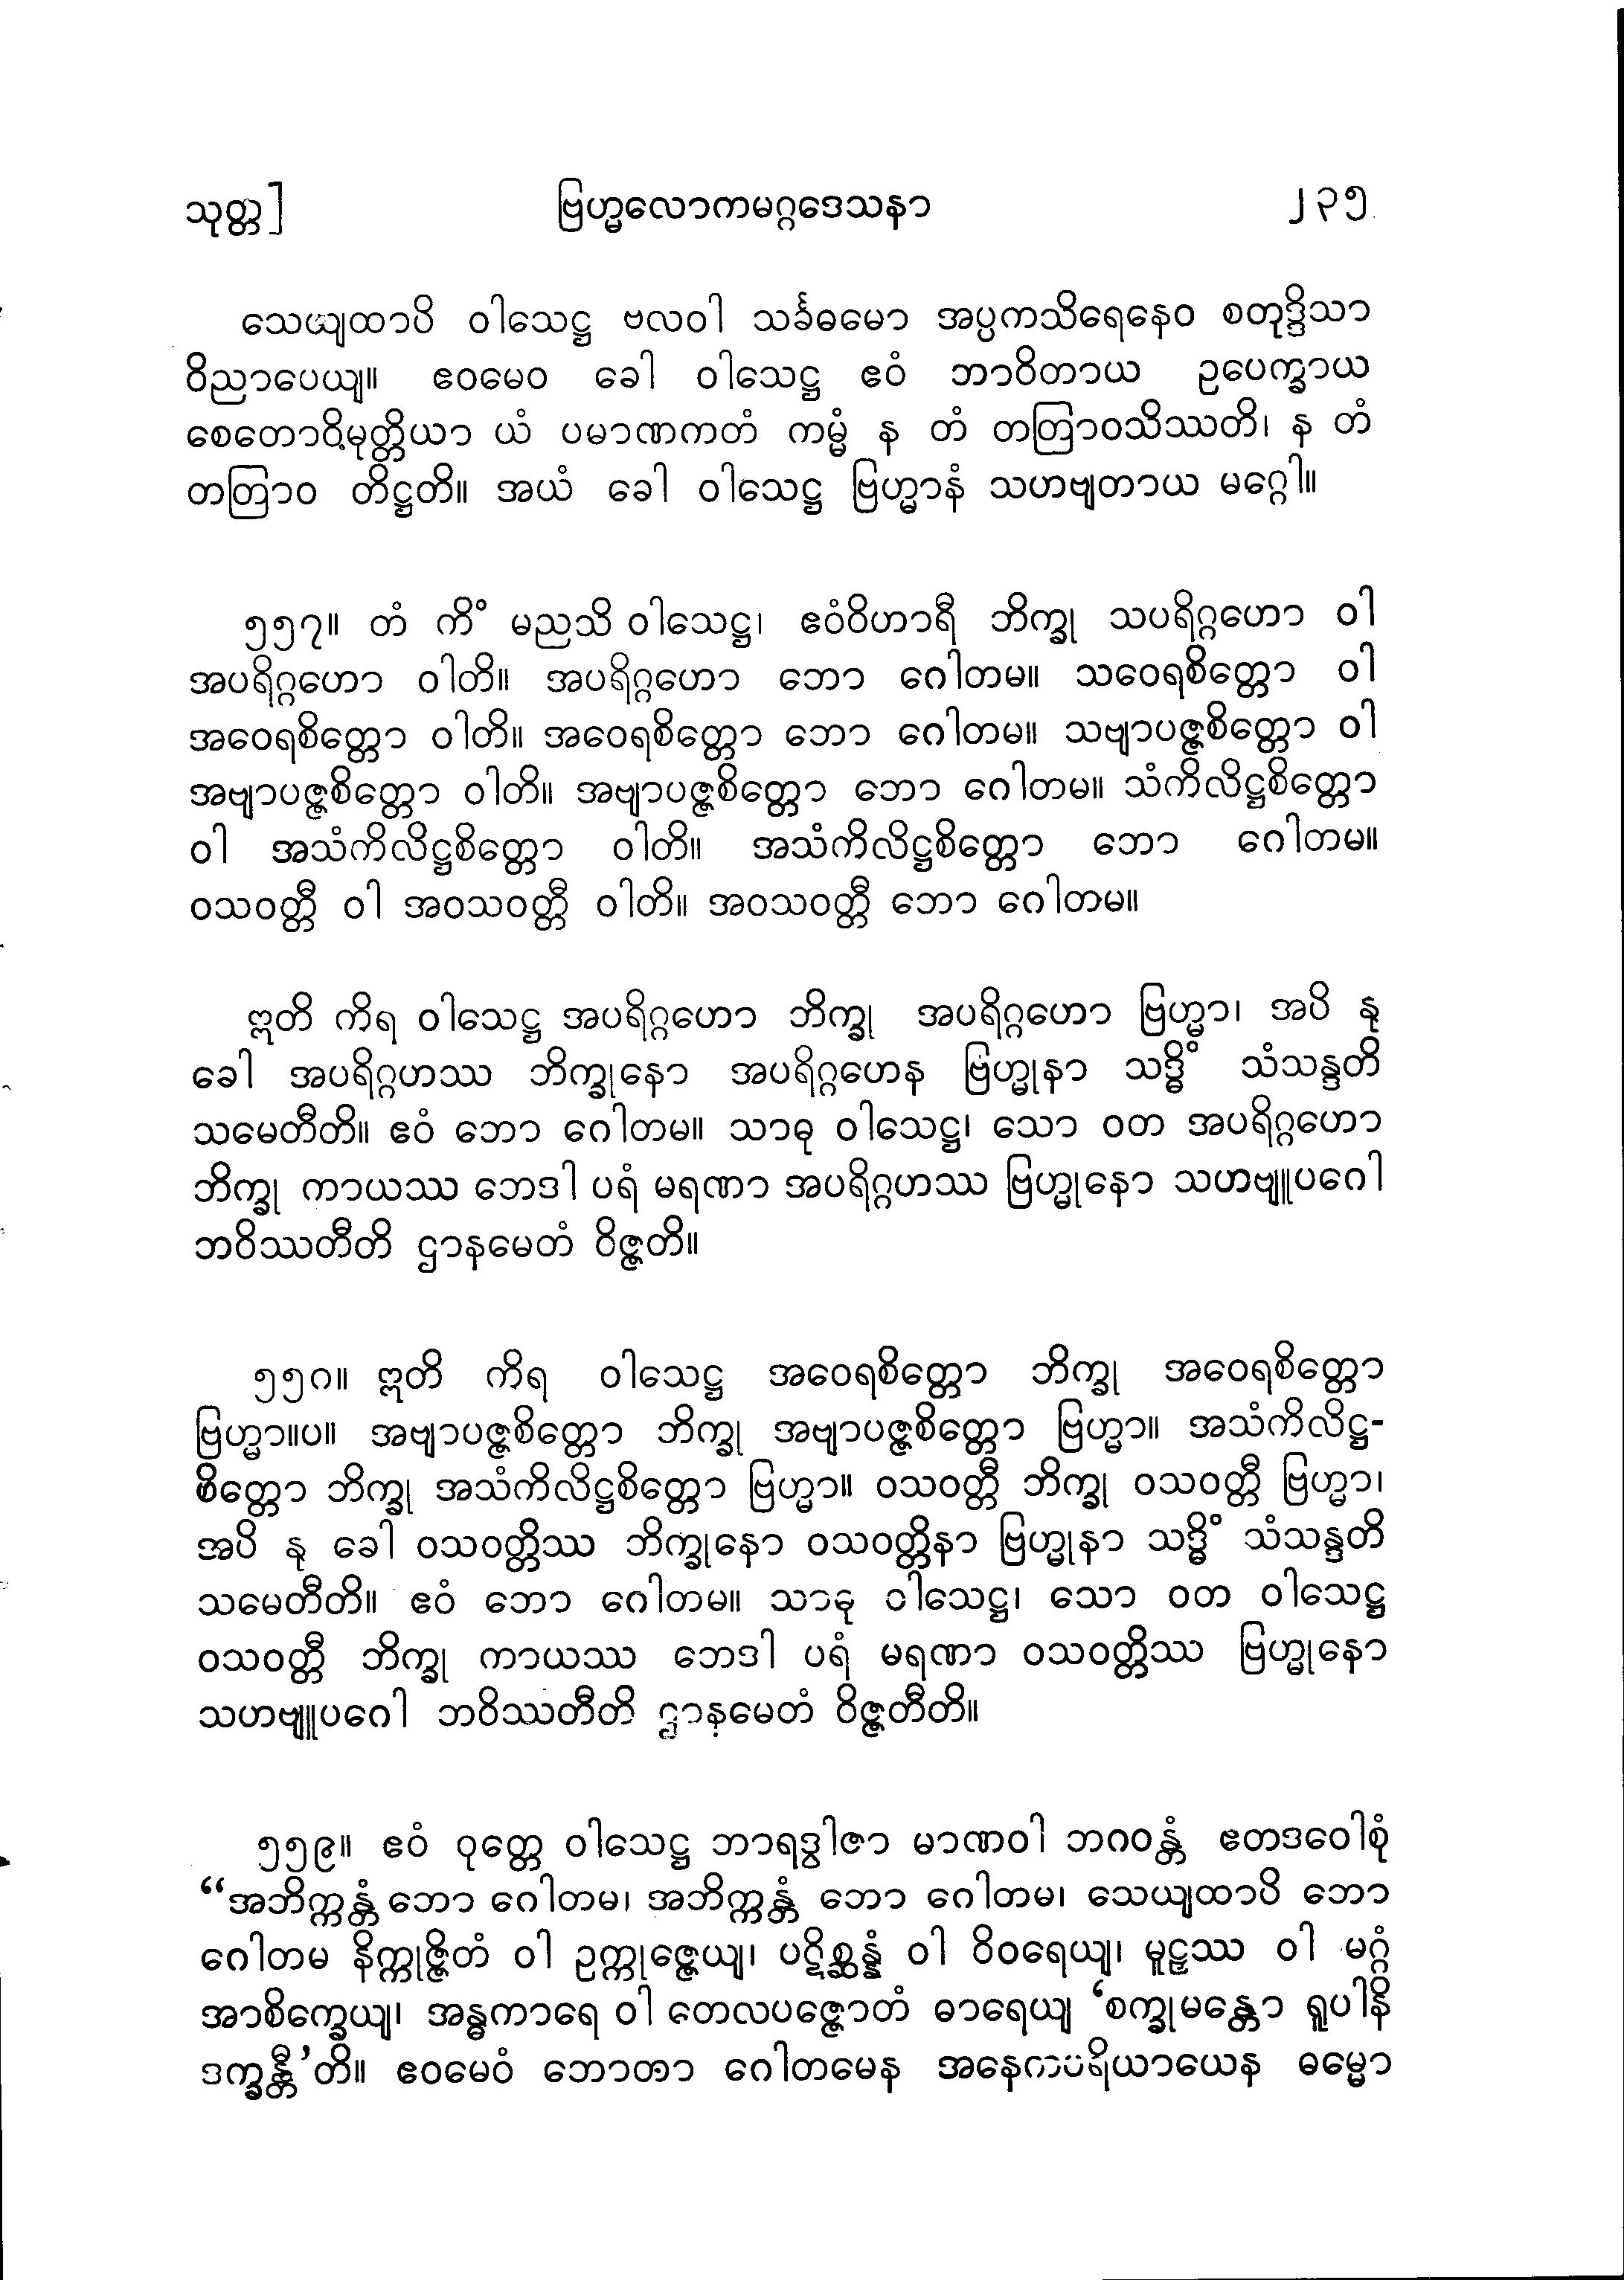 သုတ္တ] ဗြဟ္မလောကမဂ္ဂဒေသနာ ၂၃၅
သေယျထာပိ ဝါသေဋ္ဌ ဗလဝါ သင်္ခဓမော အပ္ပကသိရေနေဝ စတုဒ္ဒိသာ
ဝိညာပေယျ။ ဧဝမေဝ ခေါ ဝါသေဋ္ဌ ဧဝံ ဘာဝိတာယ ဥပေက္ခာယ
စေတောဝိမုတ္တိယာ ယံ ပမာဏကတံ ကမ္မံ န တံ တတြာဝသိဿတိ၊ န တံ
တတြာဝ တိဋ္ဌတိ။ အယံ ခေါ ဝါသေဋ္ဌ ဗြဟ္မာနံ သဟဗျတာယ မဂ္ဂေါ။
၅၅၇။ တံ ကိံ မညသိ ဝါသေဋ္ဌ၊ ဧဝံဝိဟာရီ ဘိက္ခု သပရိဂ္ဂဟော ဝါ
အပရိဂ္ဂဟော ဝါတိ။ အပရိဂ္ဂဟော ဘော ဂေါတမ။ သဝေရစိတ္တော ဝါ
အဝေရစိတ္တော ဝါတိ။ အဝေရစိတ္တော ဘော ဂေါတမ။ သဗျာပဇ္ဇစိတ္တော ဝါ
အဗျာပဇ္ဇစိတ္တော ဝါတိ။ အဗျာပဇ္ဇစိတ္တော ဘော ဂေါတမ။ သံကိလိဋ္ဌစိတ္တော
ဝါ အသံကိလိဋ္ဌစိတ္တော ဝါတိ။ အသံကိလိဋ္ဌစိတ္တော ဘော ဂေါတမ။
ဝသဝတ္တီ ဝါ အဝသဝတ္တီ ဝါတိ။ အဝသဝတ္တီ ဘော ဂေါတမ။
ဣတိ ကိရ ဝါသေဋ္ဌ အပရိဂ္ဂဟော ဘိက္ခု အပရိဂ္ဂဟော ဗြဟ္မာ၊ အပိ နု
ခေါ အပရိဂ္ဂဟဿ ဘိက္ခုနော အပရိဂ္ဂဟေန ဗြဟ္မုနာ သဒ္ဓိံ သံသန္ဒတိ
သမေတီတိ။ ဧဝံ ဘော ဂေါတမ။ သာဓု ဝါသေဋ္ဌ၊ သော ဝတ အပရိဂ္ဂဟော
ဘိက္ခု ကာယဿ ဘေဒါ ပရံ မရဏာ အပရိဂ္ဂဟဿ ဗြဟ္မုနော သဟဗျူပဂေါ
ဘဝိဿတီတိ ဌာနမေတံ ဝိဇ္ဇတိ။
၅၅၈။ ဣတိ ကိရ ဝါသေဋ္ဌ အဝေရစိတ္တော ဘိက္ခု အဝေရစိတ္တော
ဗြဟ္မာ။ပ။ အဗျာပဇ္ဇစိတ္တော ဘိက္ခု အဗျာပဇ္ဇစိတ္တော ဗြဟ္မာ။ အသံကိလိဋ္ဌ-
စိတ္တော ဘိက္ခု အသံကိလိဋ္ဌစိတ္တော ဗြဟ္မာ။ ဝသဝတ္တီ ဘိက္ခု ဝသဝတ္တီ ဗြဟ္မာ၊
အပိ နု ခေါ ဝသဝတ္တိဿ ဘိက္ခုနော ဝသဝတ္တိနာ ဗြဟ္မုနာ သဒ္ဓိံ သံသန္ဒတိ
သမေတီတိ။ ဧဝံ ဘော ဂေါတမ။ သာဓု ဝါသေဋ္ဌ၊ သော ဝတ ဝါသေဋ္ဌ
ဝသဝတ္တီ ဘိက္ခု ကာယဿ ဘေဒါ ပရံ မရဏာ ဝသဝတ္တိဿ ဗြဟ္မုနော
သဟဗျူပဂေါ ဘဝိဿတီတိ ဌာနမေတံ ဝိဇ္ဇတီတိ။
၅၅၉။ ဧဝံ ဝုတ္တေ ဝါသေဋ္ဌ ဘာရဒွါဇာ မာဏဝါ ဘဂဝန္တံ ဧတဒဝေါစုံ
“အဘိက္ကန္တံ ဘော ဂေါတမ၊ အဘိက္ကန္တံ ဘော ဂေါတမ၊ သေယျထာပိ ဘော
ဂေါတမ နိက္ကုဇ္ဇိတံ ဝါ ဥက္ကုဇ္ဇေယျ၊ ပဋိစ္ဆန္နံ ဝါ ဝိဝရေယျ၊ မူဠှဿ ဝါ မဂ္ဂံ
အာစိက္ခေယျ၊ အန္ဓကာရေ ဝါ တေလပဇ္ဇောတံ ဓာရေယျ ‘စက္ခုမန္တော ရူပါနိ
ဒက္ခန္တီ’တိ။ ဧဝမေဝံ ဘောတာ ဂေါတမေန အနေကပရိယာယေန ဓမ္မော